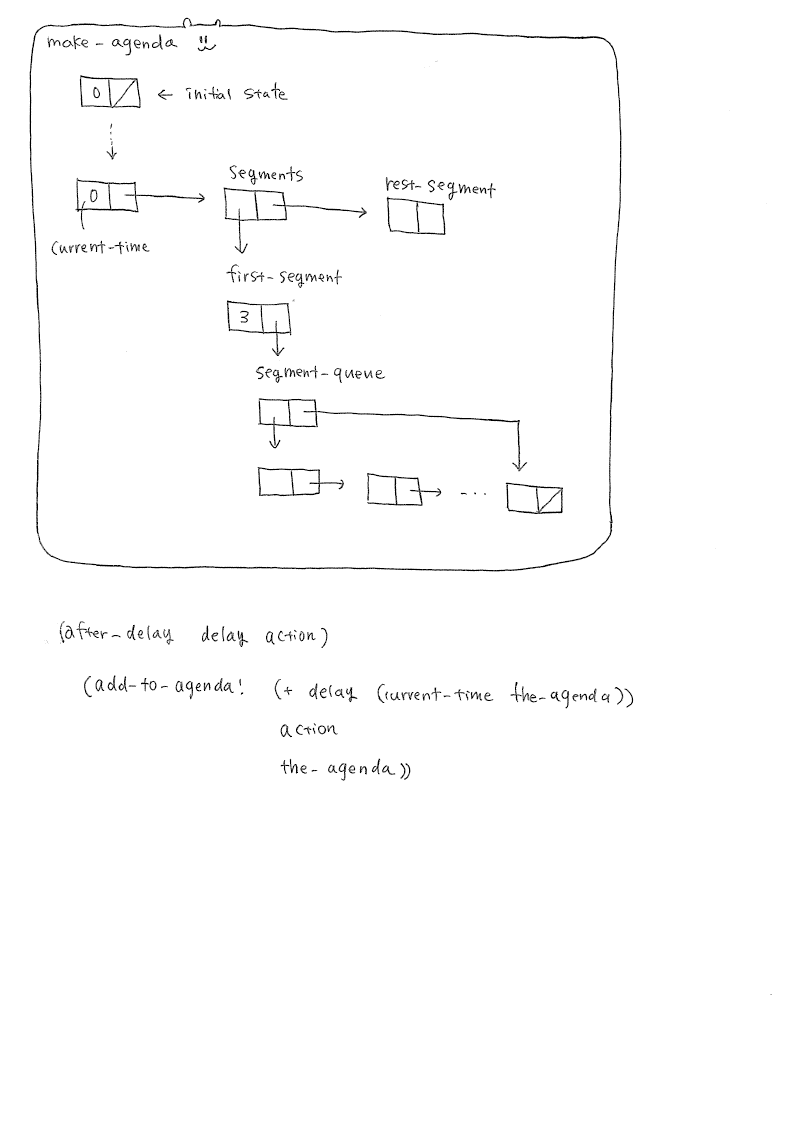 make-agenda
0 ← initial state
segments
rest-segment
0
current-time
first-segment
3
segment-queue
...
(after-delay delay action)
(add-to-agenda! (+ delay (current-time the-agenda))
action
the-agenda))